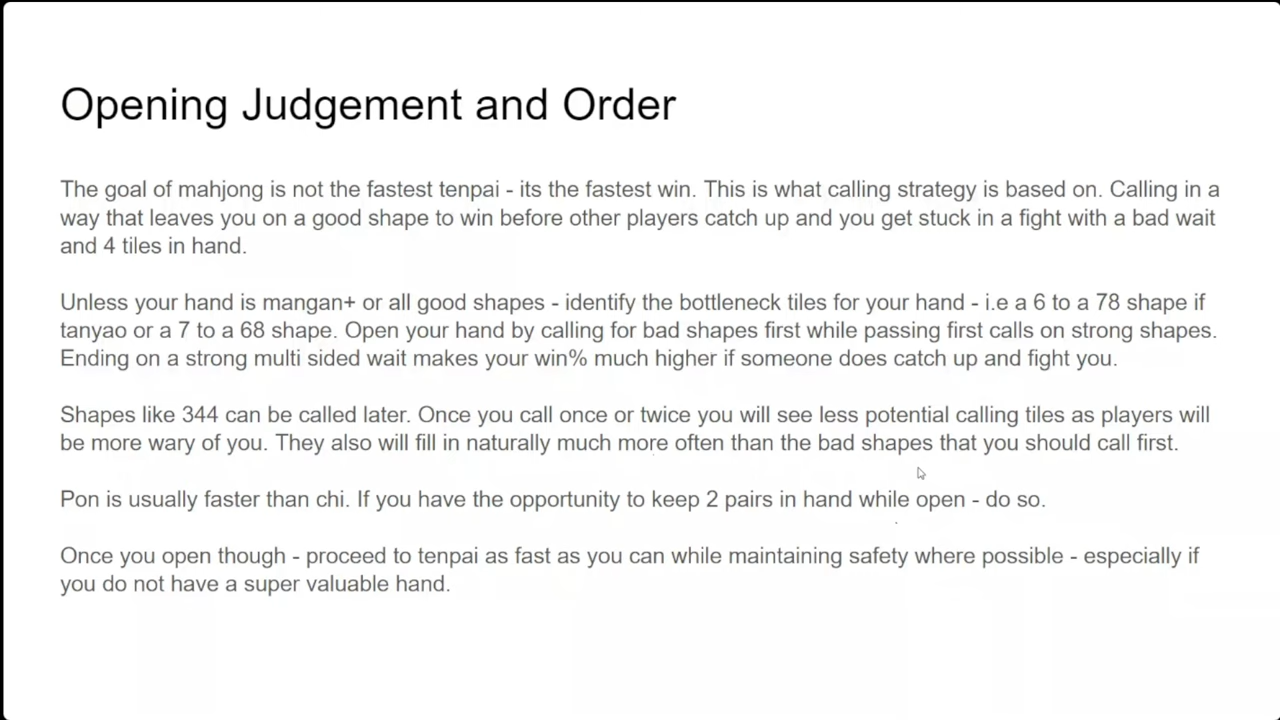 Opening Judgement and Order
The goal of mahjong is not the fastest tenpai - its the fastest win. This is what calling strategy is based on. Calling in a
way that leaves you on a good shape to win before other players catch up and you get stuck in a fight with a bad wait
and 4 tiles in hand.
Unless your hand is mangan+ or all good shapes - identify the bottleneck tiles for your hand - i.e a 6 to a 78 shape if
tanyao or a 7 to a 68 shape. Open your hand by calling for bad shapes first while passing first calls on strong shapes.
Ending on a strong multi sided wait makes your win% much higher if someone does catch up and fight you.
Shapes like 344 can be called later. Once you call once or twice you will see less potential calling tiles as players will
be more wary of you. They also will fill in naturally much more often than the bad shapes that you should call first.
Pon is usually faster than chi. If you have the opportunity to keep 2 pairs in hand while open - do so.
Once you open though - proceed to tenpai as fast as you can while maintaining safety where possible - especially if
you do not have a super valuable hand.